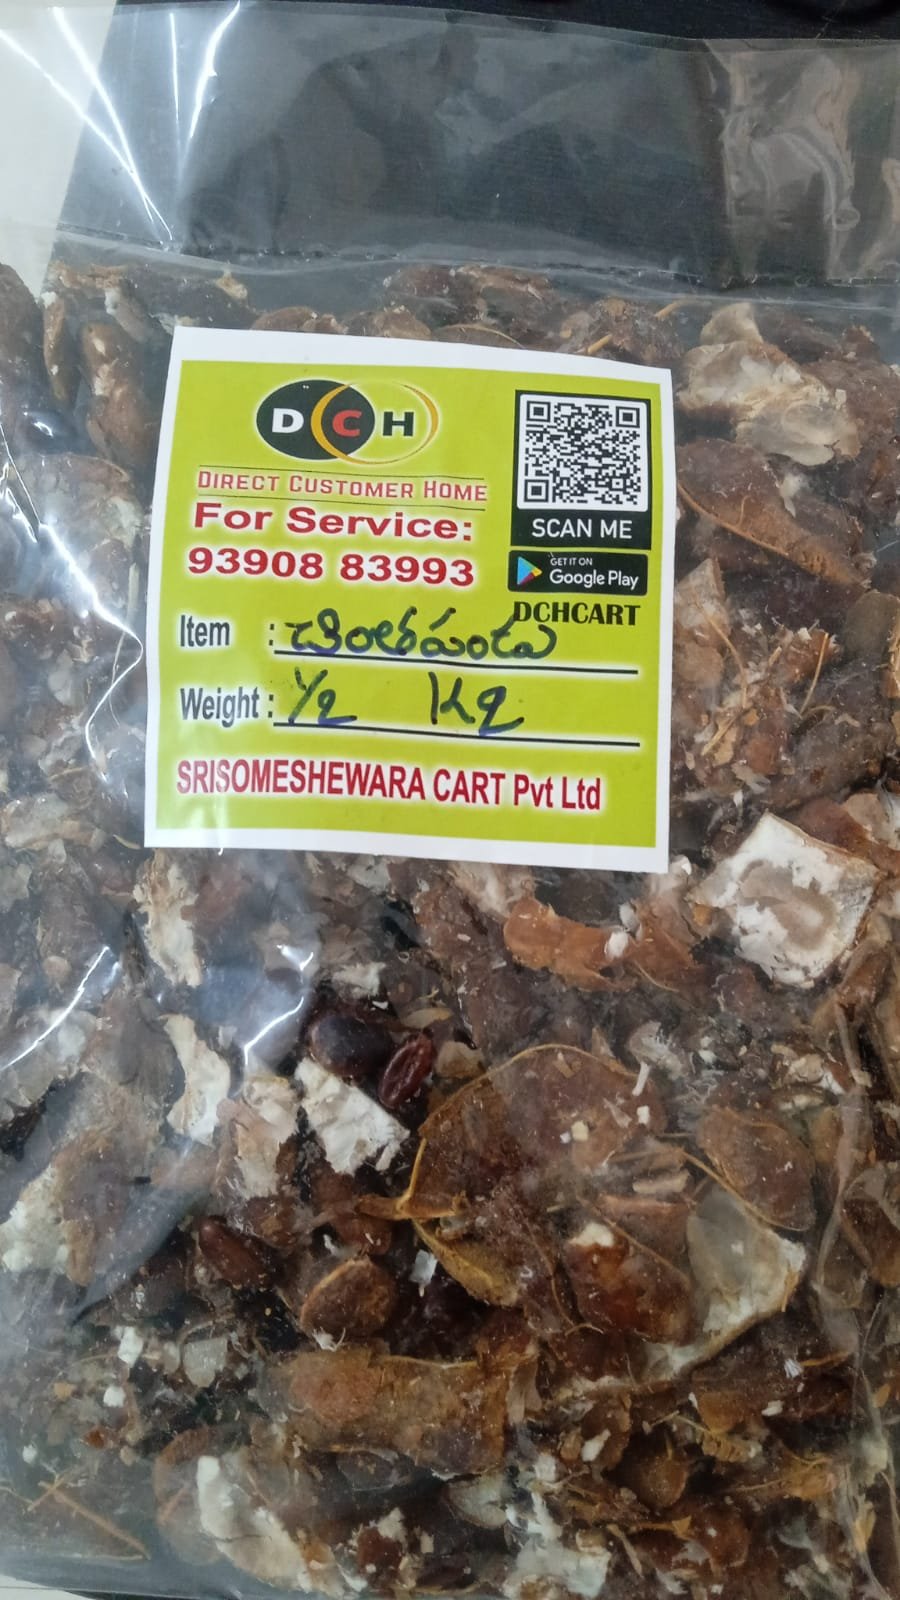 DCH
DIRECT CUSTOMER HOME
For Service:
93908 83993
SCAN ME
GET IT ON
Google Play
DCHCART
Item : చింతపండు
Weight : 1/2 Kg
SRISOMESHEWARA CART Pvt Ltd